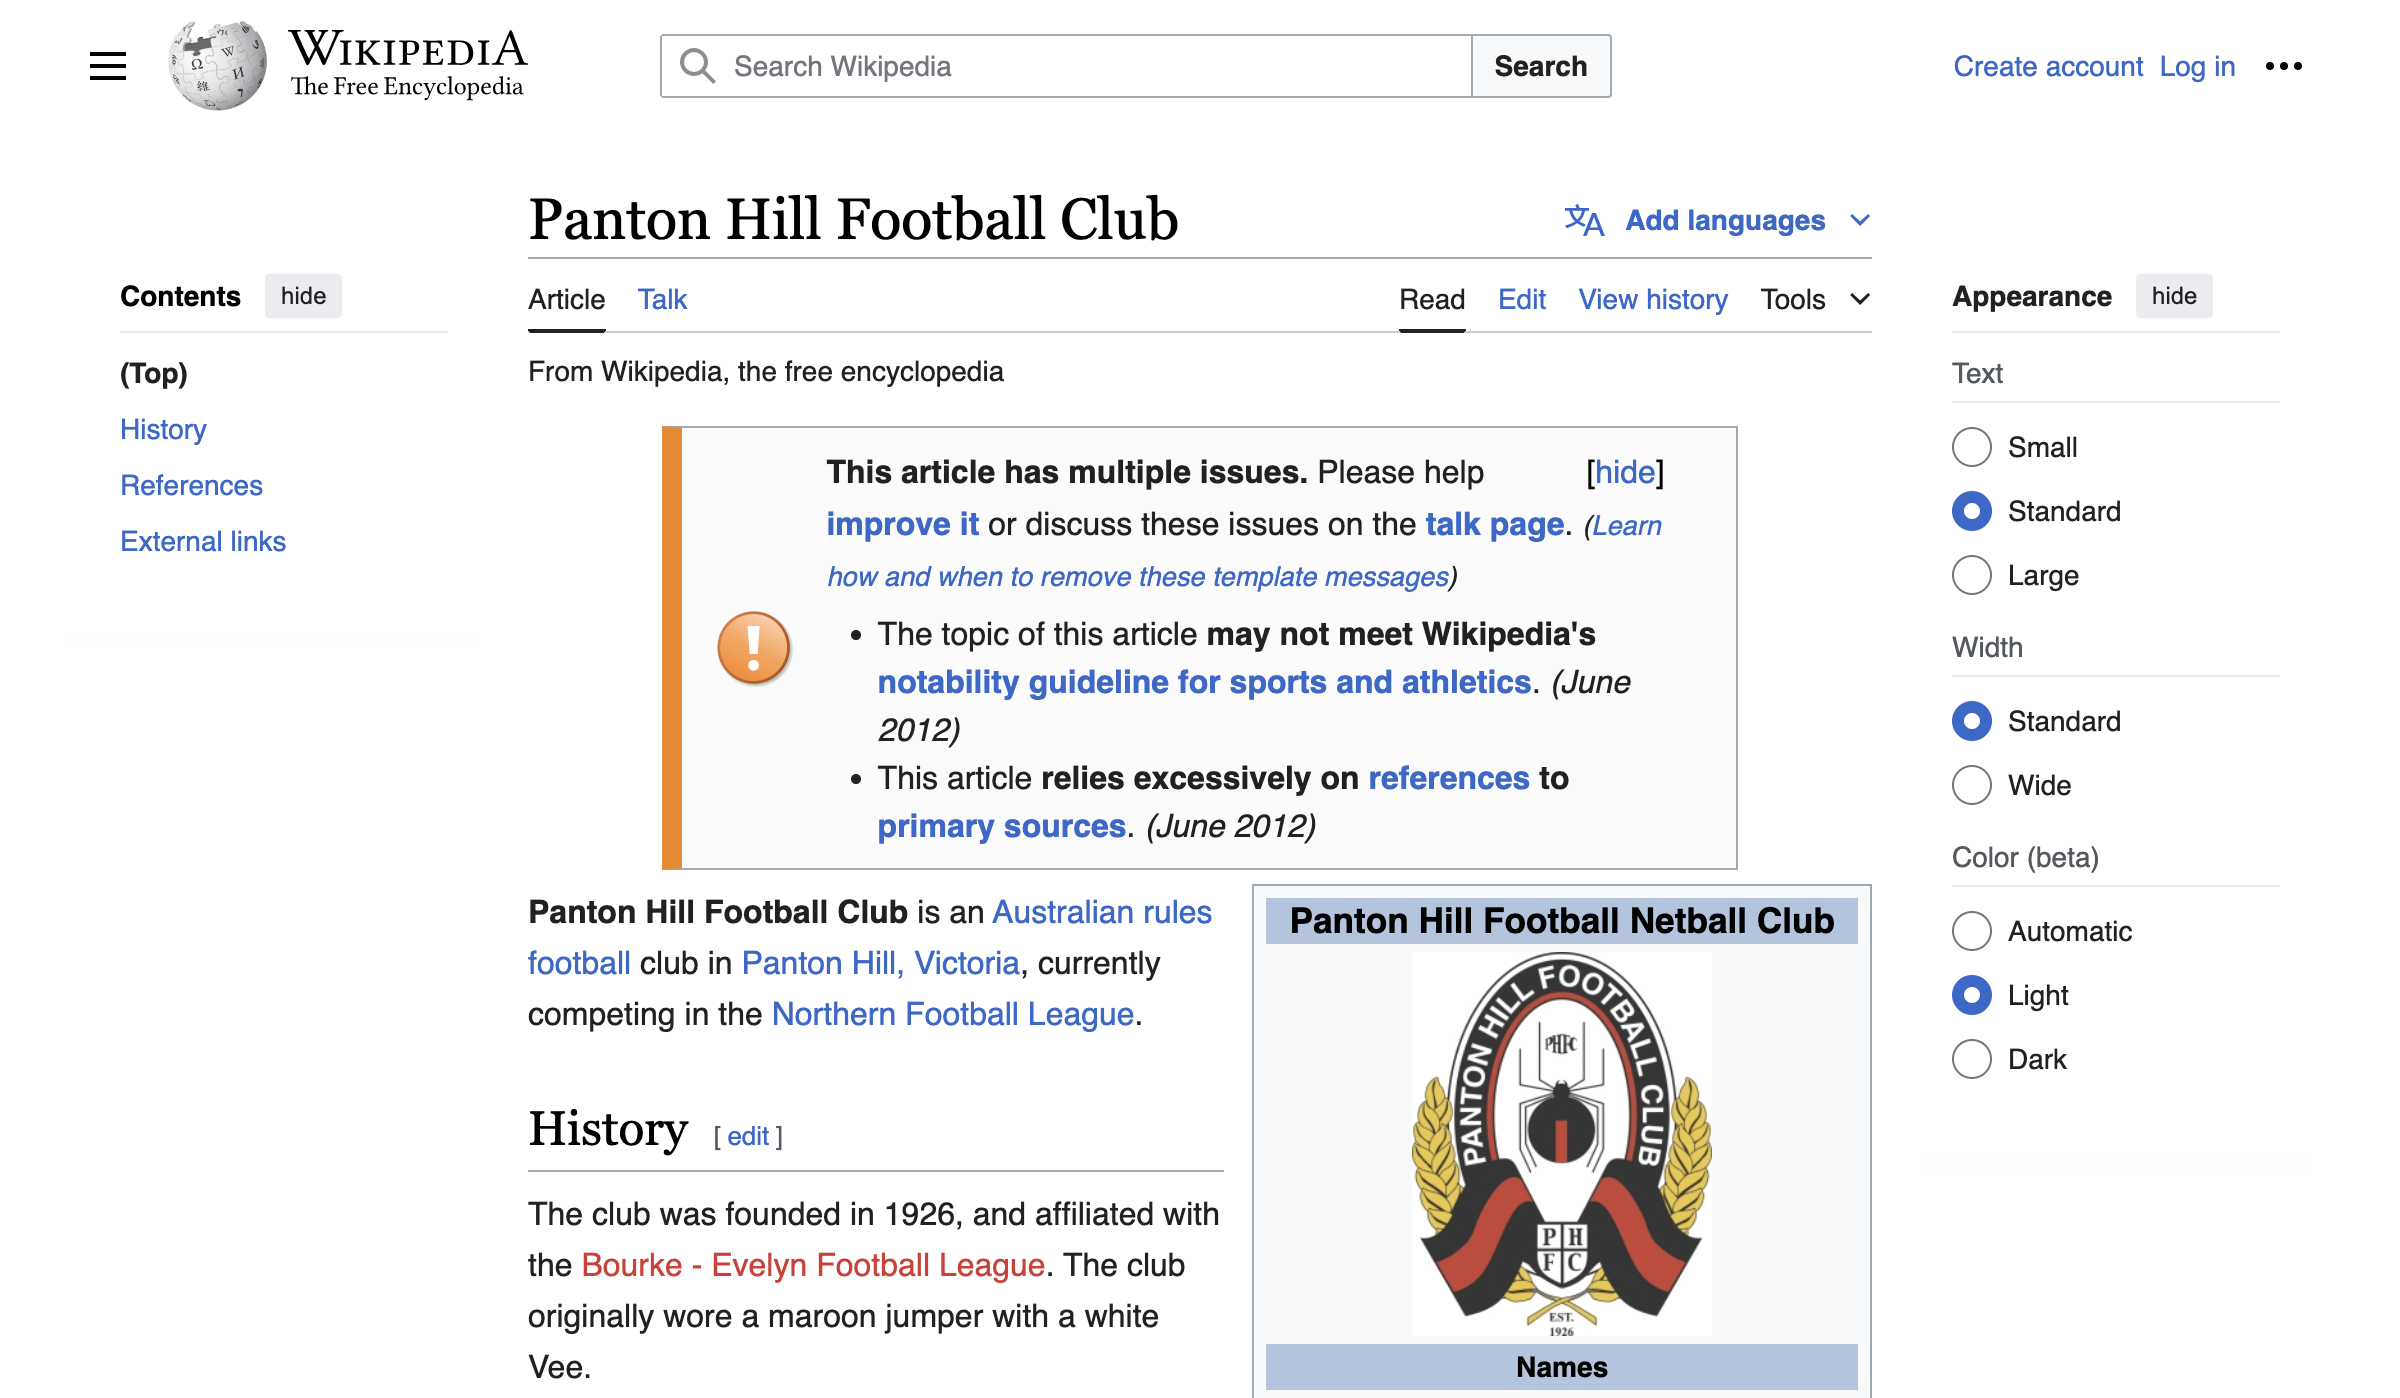 WIKIPEDIA
The Free Encyclopedia
Search Wikipedia
Search
Create account
Log in
Panton Hill Football Club
Add languages
Contents
hide
(Top)
History
References
External links
Article
Talk
Read
Edit
View history
Tools
From Wikipedia, the free encyclopedia
This article has multiple issues. Please help [hide]
improve it or discuss these issues on the talk page. (Learn
how and when to remove these template messages)
• The topic of this article may not meet Wikipedia's
notability guideline for sports and athletics. (June
2012)
• This article relies excessively on references to
primary sources. (June 2012)
Panton Hill Football Club is an Australian rules
football club in Panton Hill, Victoria, currently
competing in the Northern Football League.
History [ edit ]
The club was founded in 1926, and affiliated with
the Bourke - Evelyn Football League. The club
originally wore a maroon jumper with a white
Vee.
Panton Hill Football Netball Club
PANTON HILL FOOTBALL CLUB
PHFC
P H
F C
EST.
1926
Names
Appearance
hide
Text
Small
Standard
Large
Width
Standard
Wide
Color (beta)
Automatic
Light
Dark